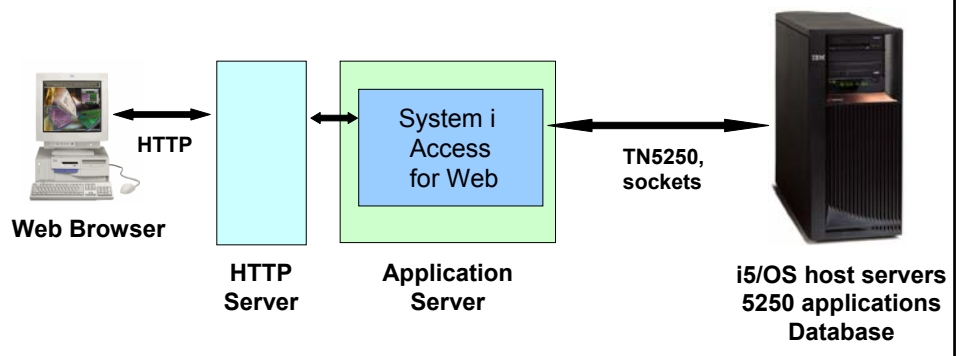 HTTP
Web Browser
HTTP
Server
System i
Access
for Web
Application
Server
TN5250,
sockets
IBM
i5/OS host servers
5250 applications
Database